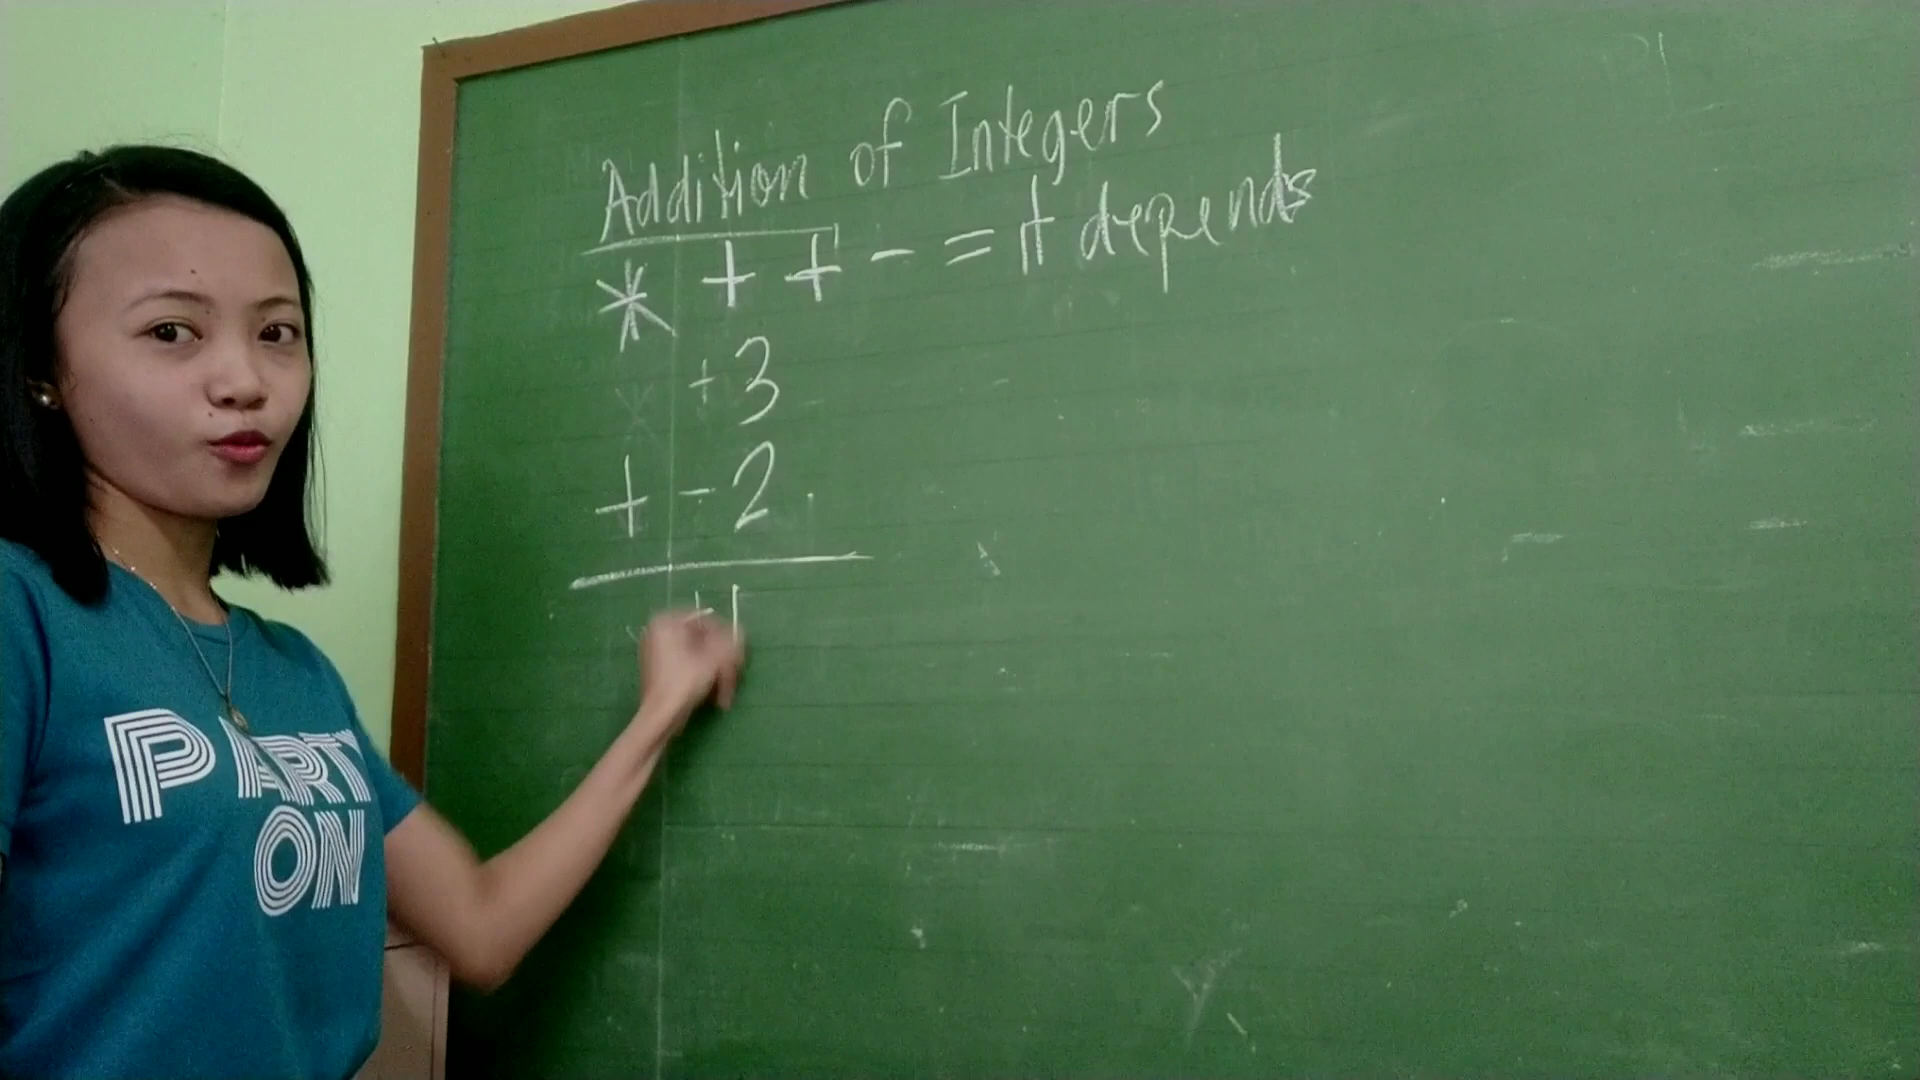 Addition of Integers
* + + - = it depends
+3
+ -2
+1
PARTY
ON